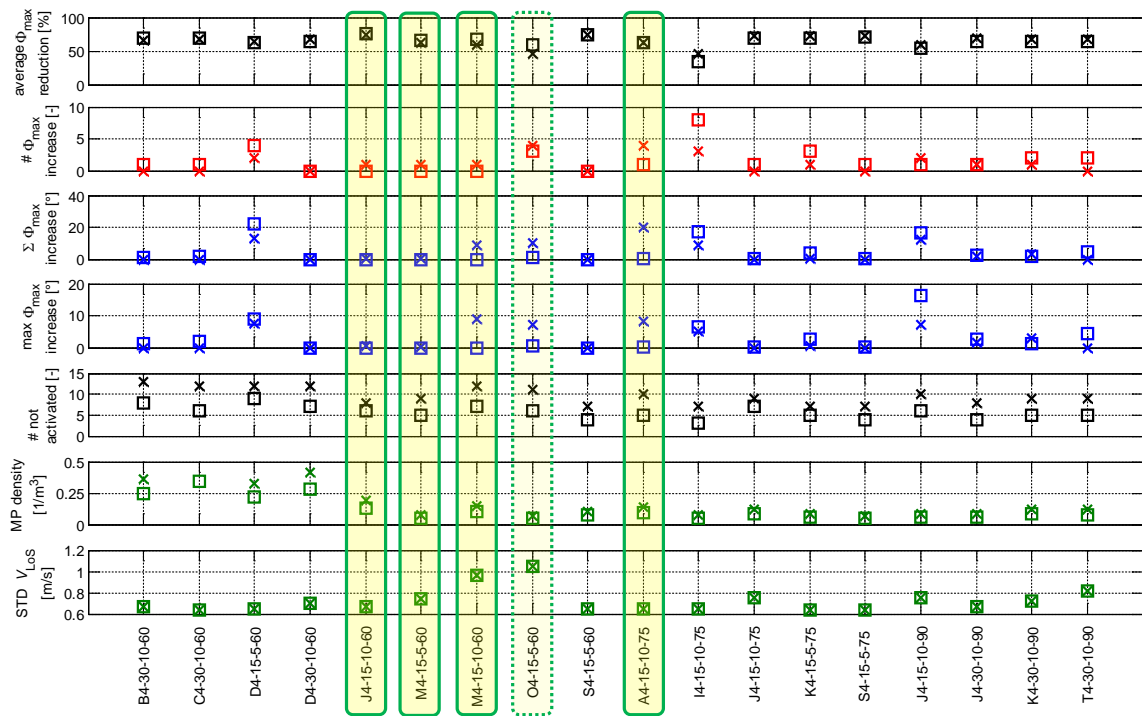 average Φmax
reduction [%]
100
50
0
# Φmax
increase [-]
10
5
0
Σ Φmax
increase [°]
40
20
0
max Φmax
increase [°]
20
10
0
# not
activated [-]
15
10
5
0
MP density
[1/m³]
0.5
0.25
0
STD VLoS
[m/s]
1.2
1
0.8
0.6
B4-30-10-60
C4-30-10-60
D4-15-5-60
D4-30-10-60
J4-15-10-60
M4-15-5-60
M4-15-10-60
O4-15-5-60
S4-15-5-60
A4-15-10-75
I4-15-10-75
J4-15-10-75
K4-15-5-75
S4-15-5-75
J4-15-10-90
J4-30-10-90
K4-30-10-90
T4-30-10-90